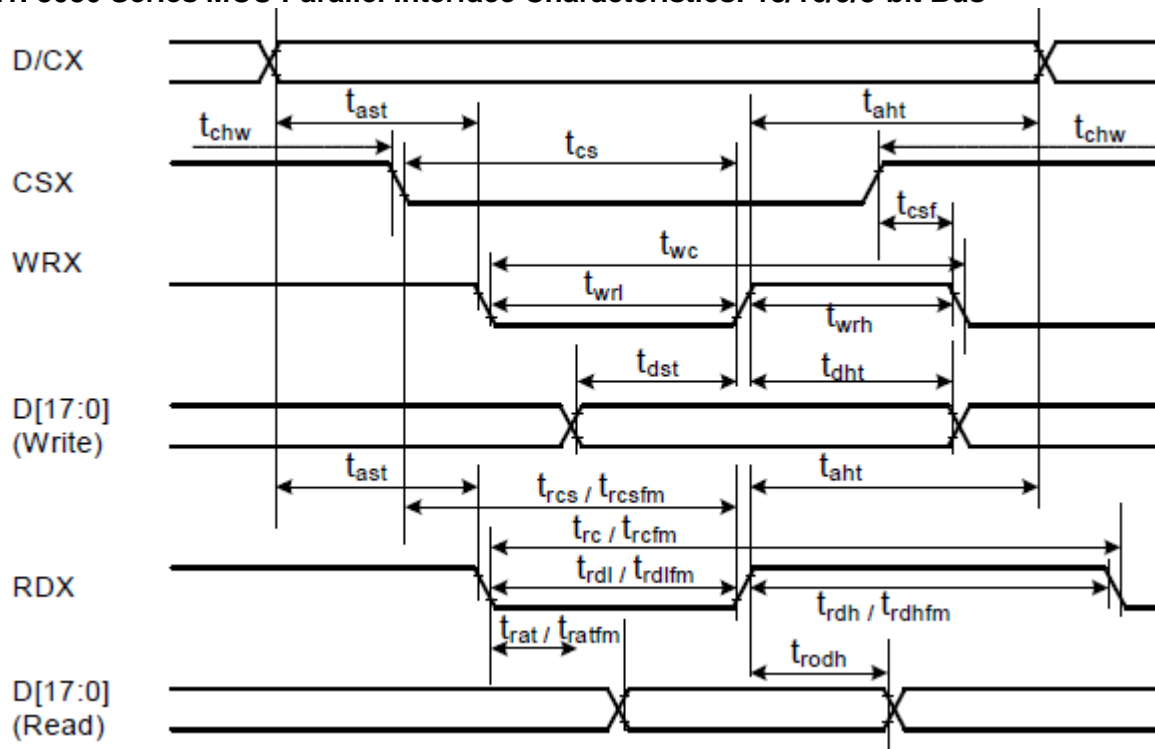 D/CX
tast
taht
tchw
tchw
tcs
CSX
tcsf
WRX
twc
twrl
twrh
tdst
tdht
D[17:0]
(Write)
tast
taht
trcs / trcsfm
trc / trcfm
RDX
trdl / trdlfm
trdh / trdhfm
trat / tratfm
trodh
D[17:0]
(Read)